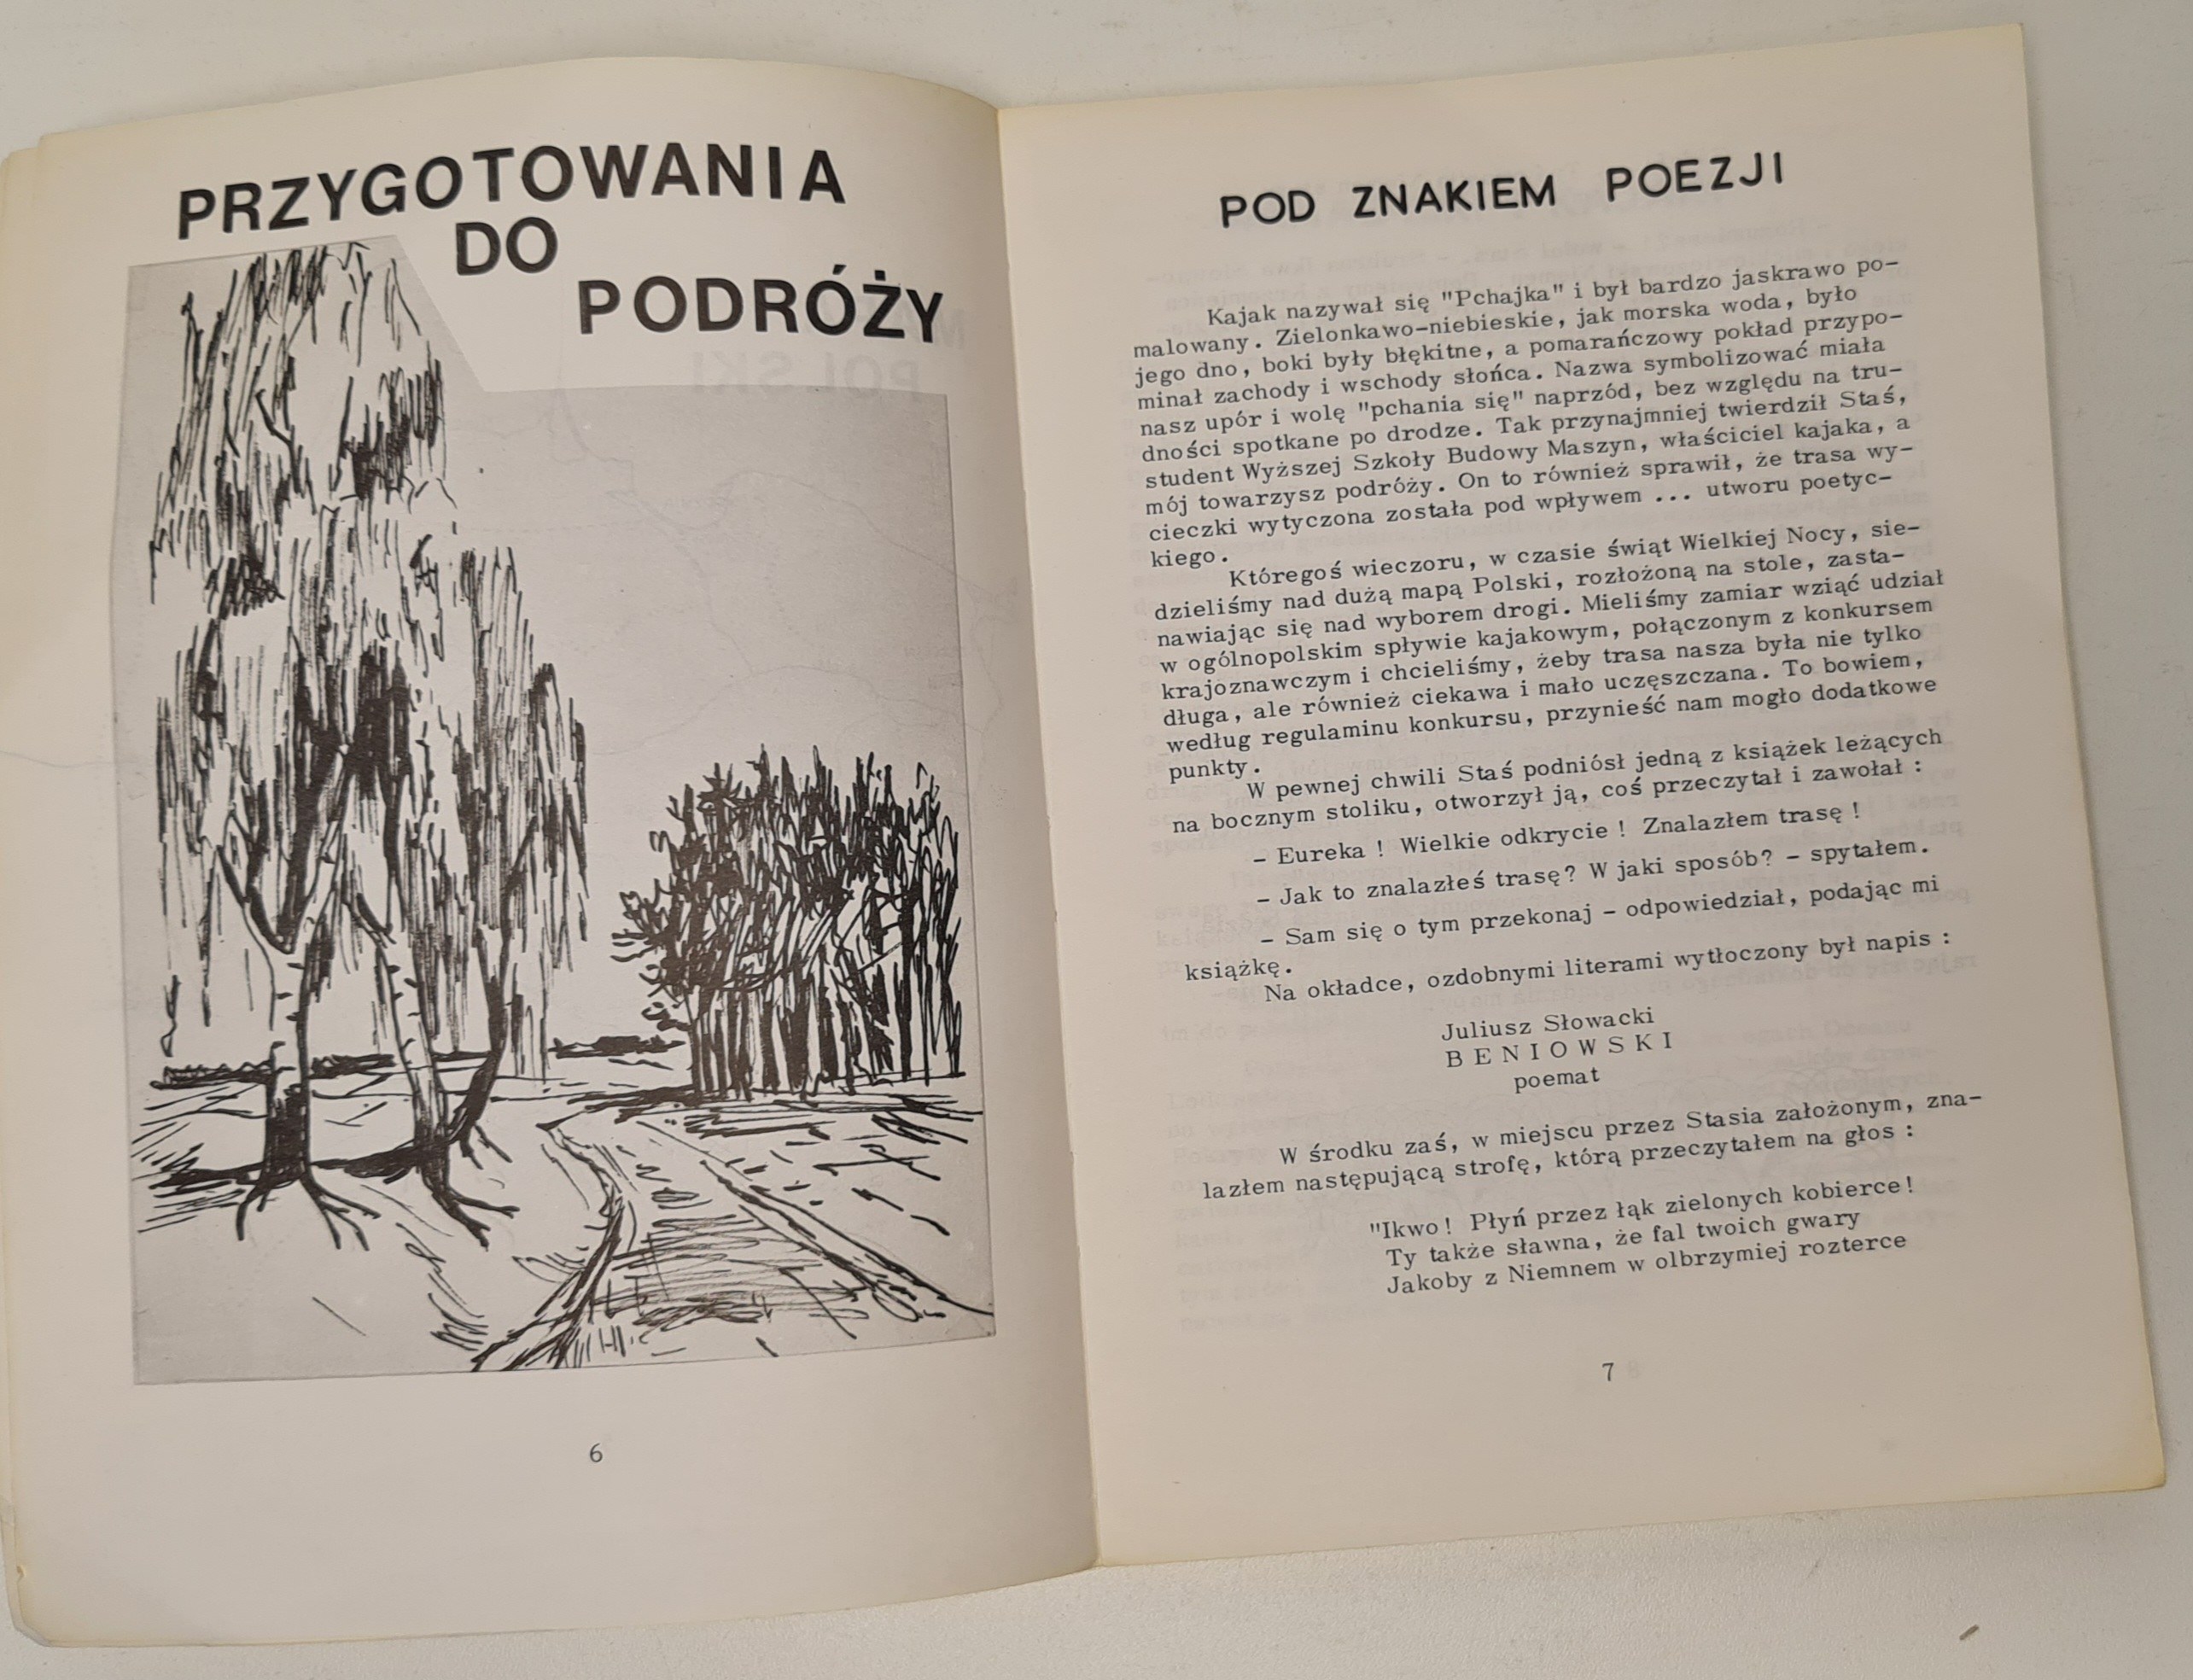 PRZYGOTOWANIA
DO
PODRÓŻY
6
POD ZNAKIEM POEZJI
Kajak nazywał się "Pchajka" i był bardzo jaskrawo po-
malowany. Zielonkawo-niebieskie, jak morska woda, było
jego dno, boki były błękitne, a pomarańczowy pokład przypo-
minał zachody i wschody słońca. Nazwa symbolizować miała
nasz upór i wolę "pchania się" naprzód, bez względu na tru-
dności spotkane po drodze. Tak przynajmniej twierdził Staś,
student Wyższej Szkoły Budowy Maszyn, właściciel kajaka, a
mój towarzysz podróży. On to również sprawił, że trasa wy-
cieczki wytyczona została pod wpływem ... utworu poetyc-
kiego.
Któregoś wieczoru, w czasie świąt Wielkiej Nocy, sie-
dzieliśmy nad dużą mapą Polski, rozłożoną na stole, zasta-
nawiając się nad wyborem drogi. Mieliśmy zamiar wziąć udział
w ogólnopolskim spływie kajakowym, połączonym z konkursem
krajoznawczym i chcieliśmy, żeby trasa nasza była nie tylko
długa, ale również ciekawa i mało uczęszczana. To bowiem,
według regulaminu konkursu, przynieść nam mogło dodatkowe
punkty.
W pewnej chwili Staś podniósł jedną z książek leżących
na bocznym stoliku, otworzył ją, coś przeczytał i zawołał :
- Eureka ! Wielkie odkrycie ! Znalazłem trasę !
- Jak to znalazłeś trasę? W jaki sposób? - spytałem.
- Sam się o tym przekonaj - odpowiedział, podając mi
książkę.
Na okładce, ozdobnymi literami wytłoczony był napis :
Juliusz Słowacki
B E N I O W S K I
poemat
W środku zaś, w miejscu przez Stasia założonym, zna-
lazłem następującą strofę, którą przeczytałem na głos :
"Ikwo! Płyń przez łąk zielonych kobierce!
Ty także sławna, że fal twoich gwary
Jakoby z Niemnem w olbrzymiej rozterce
7